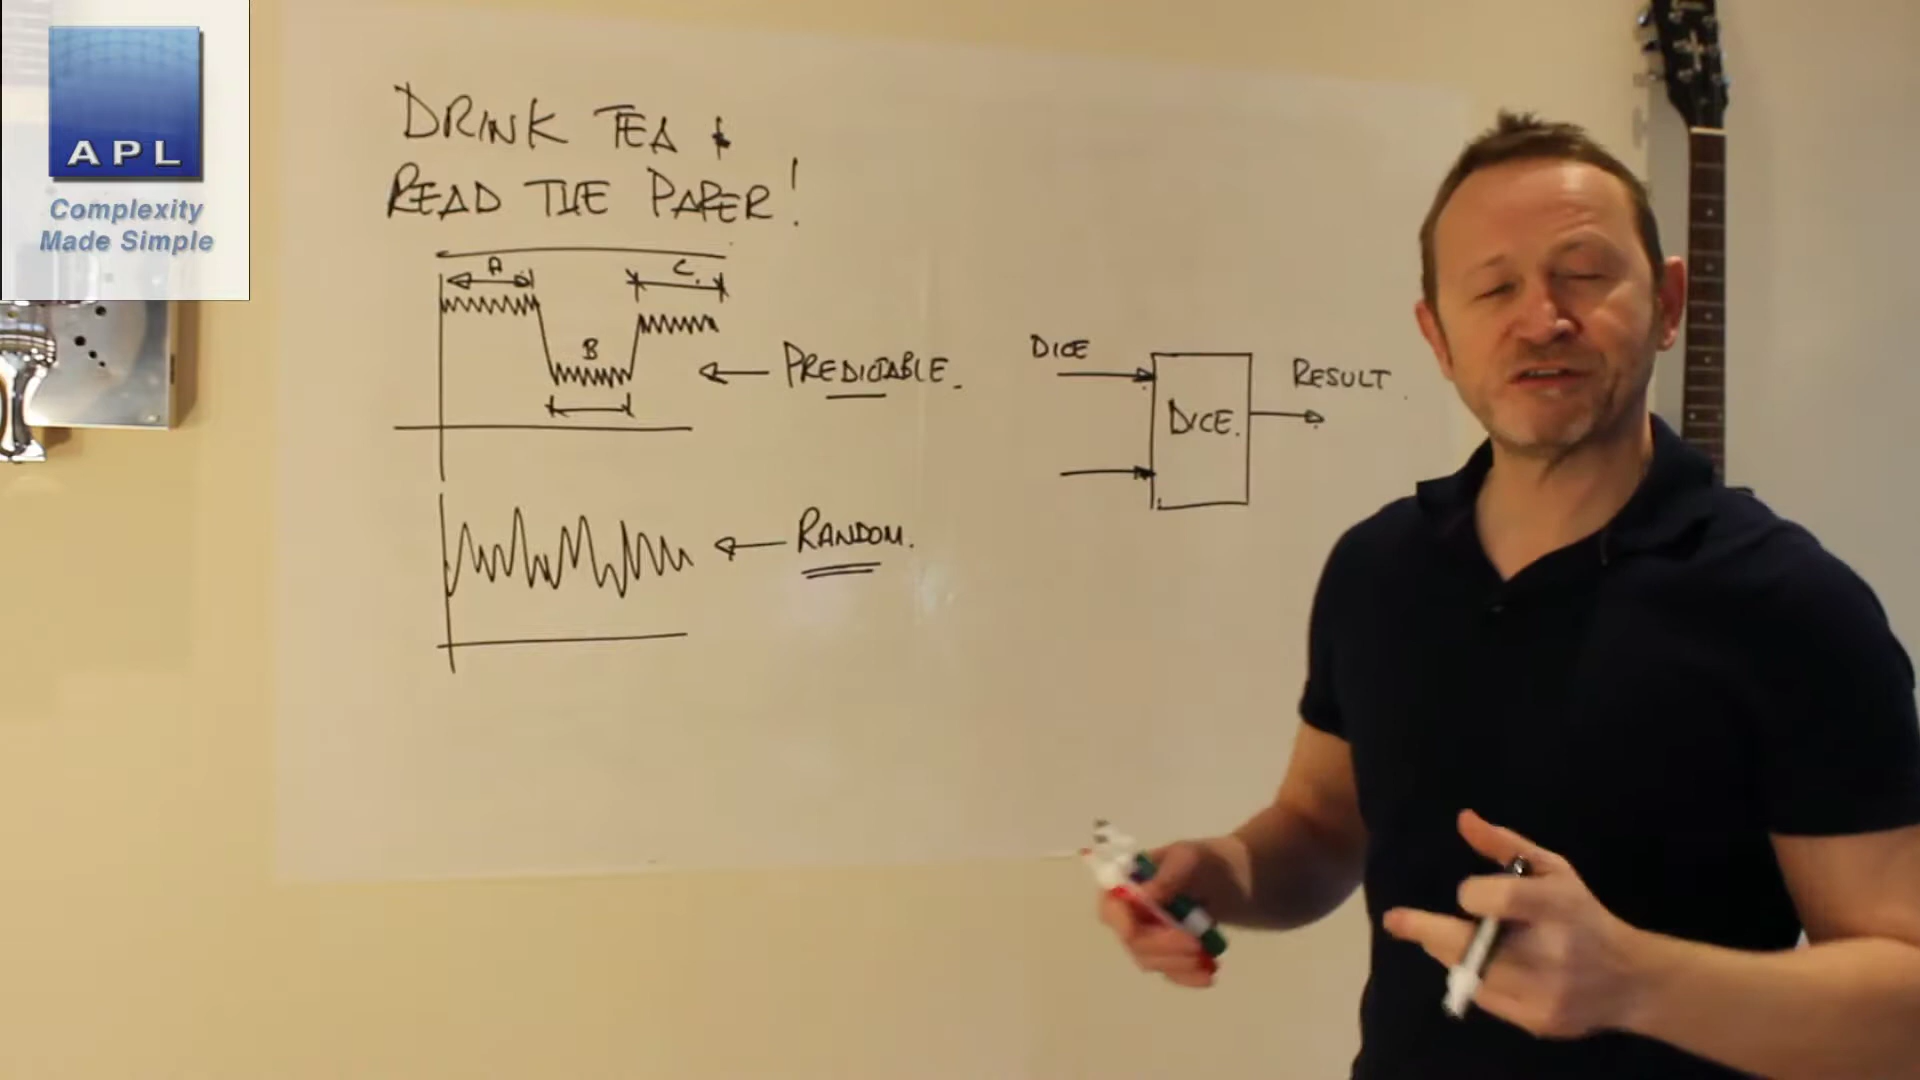 APL
Complexity
Made Simple
DRINK TEA &
READ THE PAPER!
A
C.
B
PREDICTABLE.
RANDOM.
DICE
DICE.
RESULT.